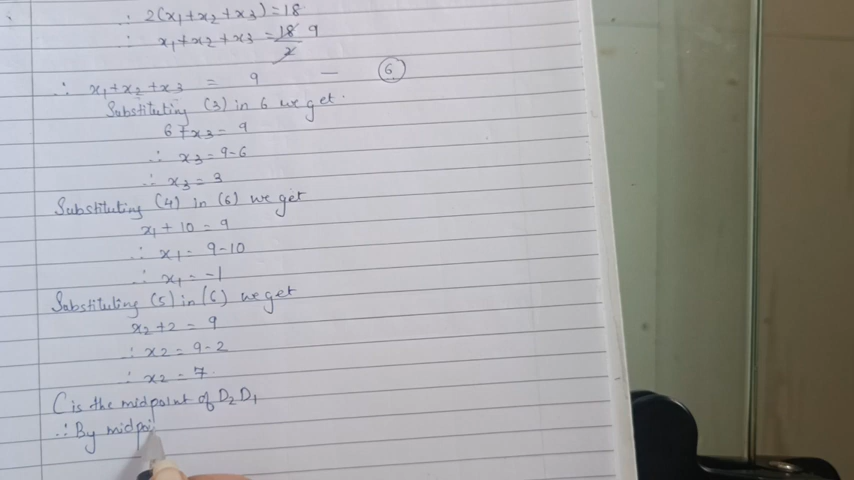 ∴ 2(x₁+x₂+x₃)=18
∴ x₁+x₂+x₃ = 18/2 9
∴ x₁+x₂+x₃ = 9 — 6
Substituting (3) in 6 we get.
6+x₃ = 9
∴ x₃ = 9-6
∴ x₃ = 3
Substituting (4) in (6) we get
x₁ + 10 = 9
∴ x₁ = 9-10
∴ x₁ = -1
Substituting (5) in (6) we get
x₂+2 = 9
∴ x₂ = 9-2
∴ x₂ = 7.
C is the midpoint of D₂D₁
∴ By midpoi